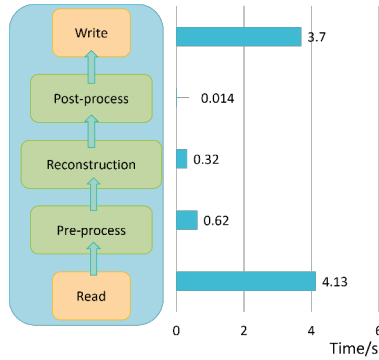 Write
3.7
Post-process
0.014
Reconstruction
0.32
Pre-process
0.62
Read
4.13
0 2 4 6
Time/s